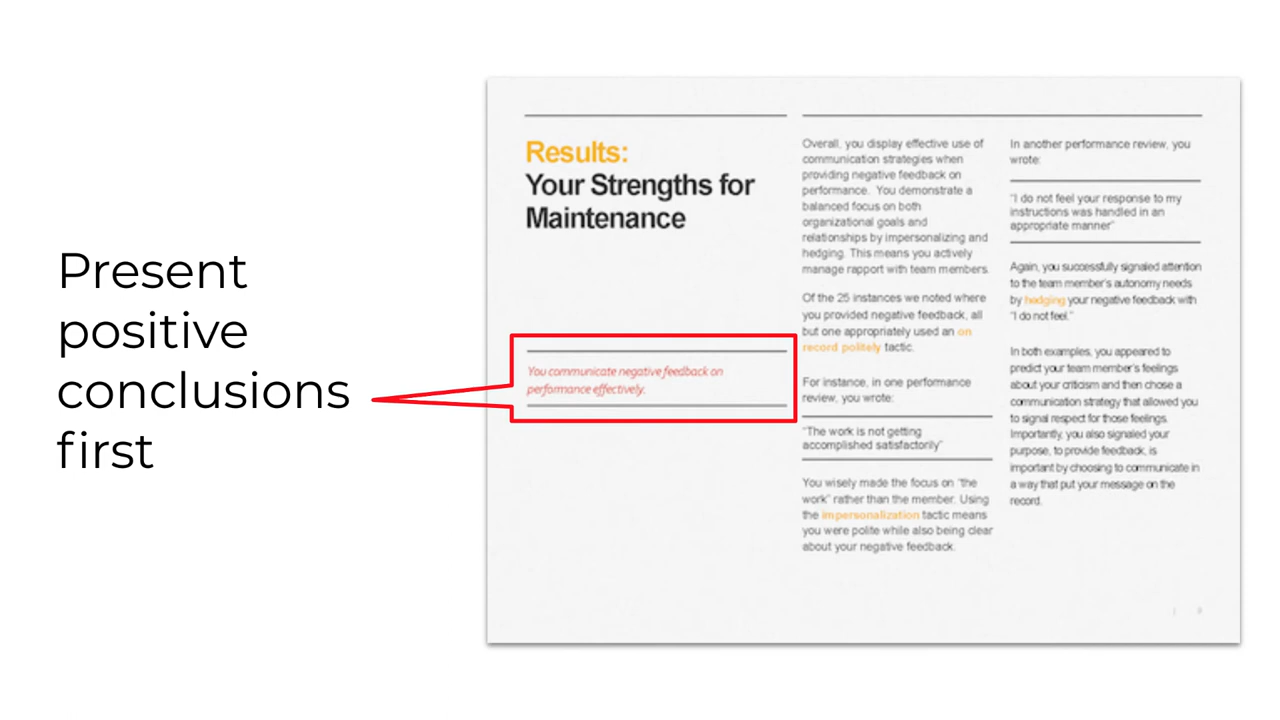 Present
positive
conclusions
first
Results:
Your Strengths for
Maintenance
You communicate negative feedback on
performance effectively.
Overall, you display effective use of
communication strategies when
providing negative feedback on
performance.  You demonstrate a
balanced focus on both
organizational goals and
relationships by impersonalizing and
hedging. This means you actively
manage rapport with team members.
Of the 25 instances we noted where
you provided negative feedback, all
but one appropriately used an on
record politely tactic.
For instance, in one performance
review, you wrote:
“The work is not getting
accomplished satisfactorily”
You wisely made the focus on “the
work” rather than the member. Using
the impersonalization tactic means
you were polite while also being clear
about your negative feedback.
In another performance review, you
wrote:
“I do not feel your response to my
instructions was handled in an
appropriate manner”
Again, you successfully signaled attention
to the team member’s autonomy needs
by hedging your negative feedback with
“I do not feel.”
In both examples, you appeared to
predict your team member’s feelings
about your criticism and then chose a
communication strategy that allowed you
to signal respect for those feelings.
Importantly, you also signaled your
purpose, to provide feedback, is
important by choosing to communicate in
a way that put your message on the
record.